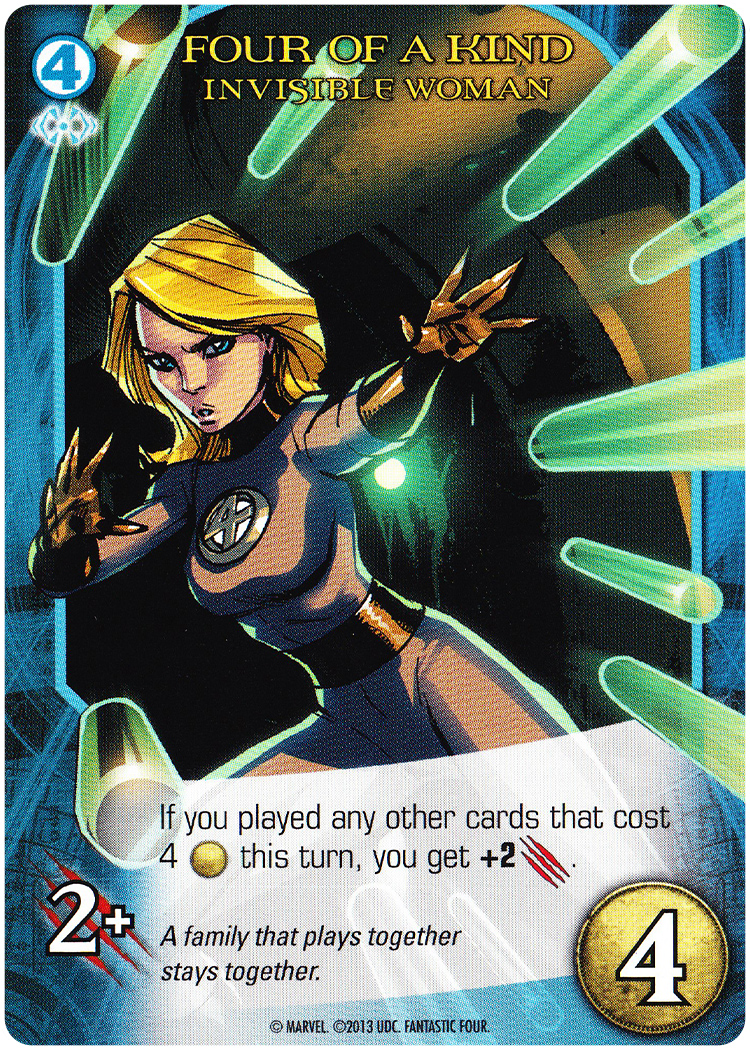 4
FOUR OF A KIND
INVISIBLE WOMAN
4
If you played any other cards that cost
4 this turn, you get +2 .
2+
A family that plays together
stays together.
4
© MARVEL. ©2013 UDC. FANTASTIC FOUR.